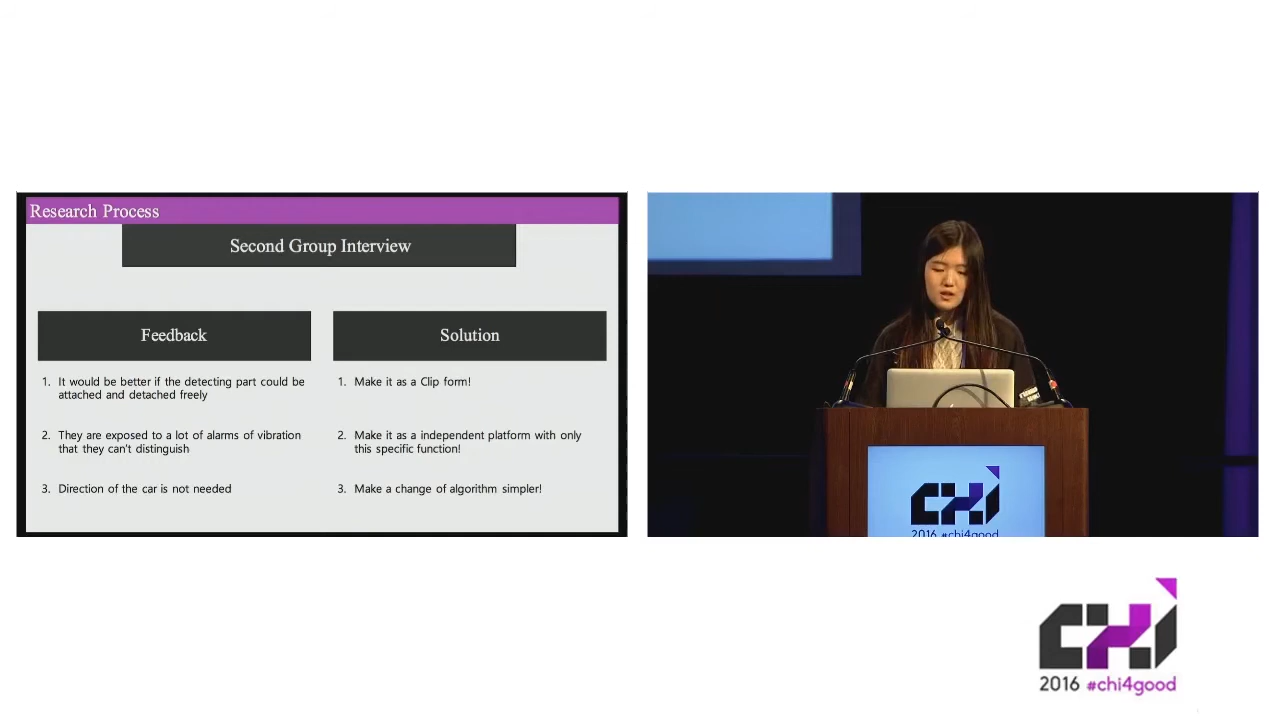 Research Process
Second Group Interview
Feedback
Solution
1. It would be better if the detecting part could be
attached and detached freely
2. They are exposed to a lot of alarms of vibration
that they can't distinguish
3. Direction of the car is not needed
1. Make it as a Clip form!
2. Make it as a independent platform with only
this specific function!
3. Make a change of algorithm simpler!
CHI
2016 #chi4good
CHI
2016 #chi4good